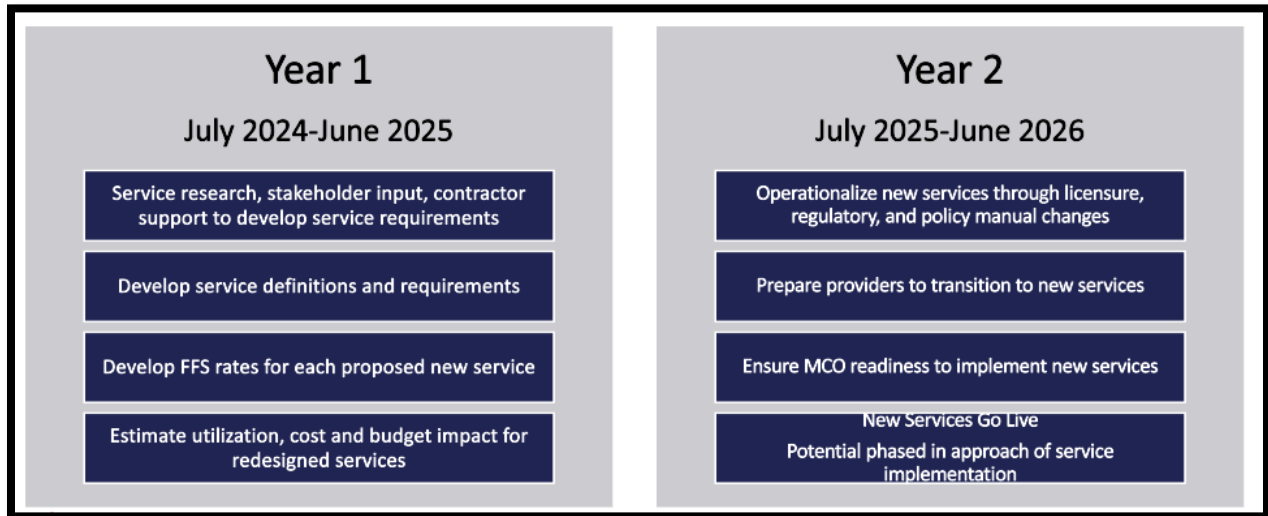 Year 1
July 2024-June 2025
Service research, stakeholder input, contractor
support to develop service requirements
Develop service definitions and requirements
Develop FFS rates for each proposed new service
Estimate utilization, cost and budget impact for
redesigned services
Year 2
July 2025-June 2026
Operationalize new services through licensure,
regulatory, and policy manual changes
Prepare providers to transition to new services
Ensure MCO readiness to implement new services
New Services Go Live
Potential phased in approach of service
implementation